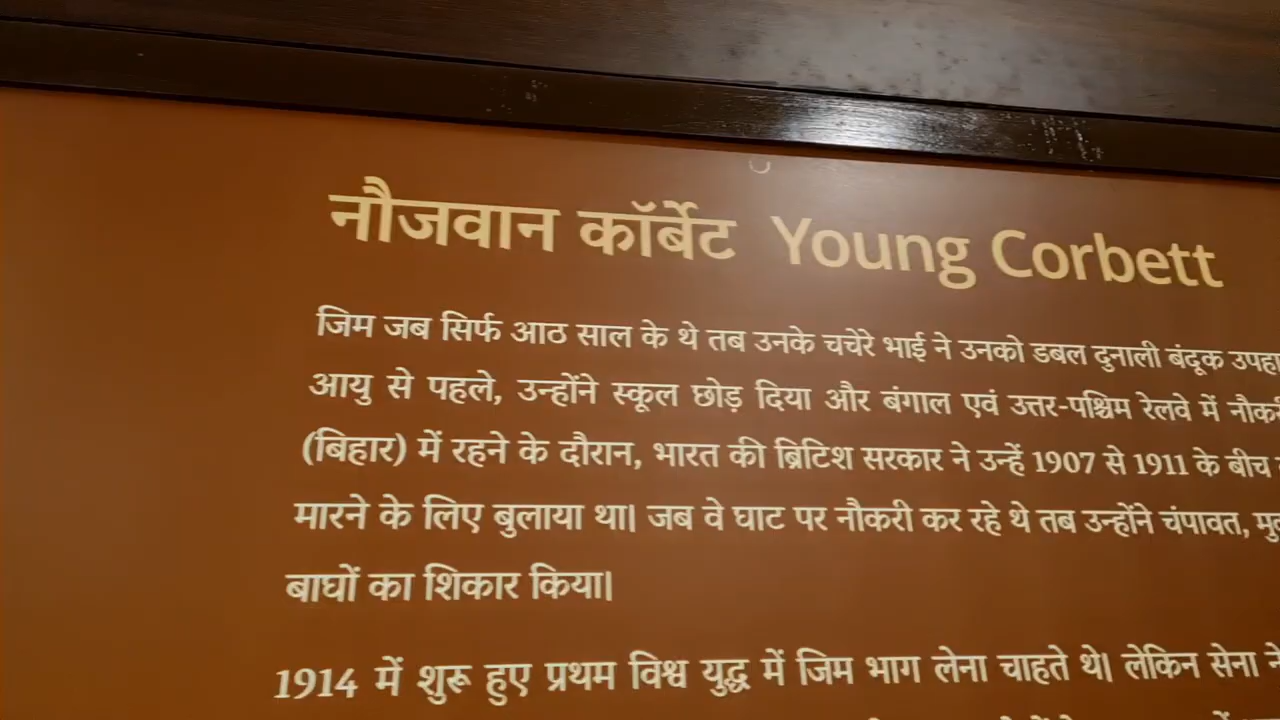 नौजवान कॉर्बेट Young Corbett
जिम जब सिर्फ आठ साल के थे तब उनके चचेरे भाई ने उनको डबल दुनाली बंदूक
आयु से पहले, उन्होंने स्कूल छोड़ दिया और बंगाल एवं उत्तर-पश्चिम रेलवे में
(बिहार) में रहने के दौरान, भारत की ब्रिटिश सरकार ने उन्हें 1907 से 1911 के बीच
मारने के लिए बुलाया था। जब वे घाट पर नौकरी कर रहे थे तब उन्होंने चंपावत,
बाघों का शिकार किया।
1914 में शुरू हुए प्रथम विश्व युद्ध में जिम भाग लेना चाहते थे। लेकिन सेना ने